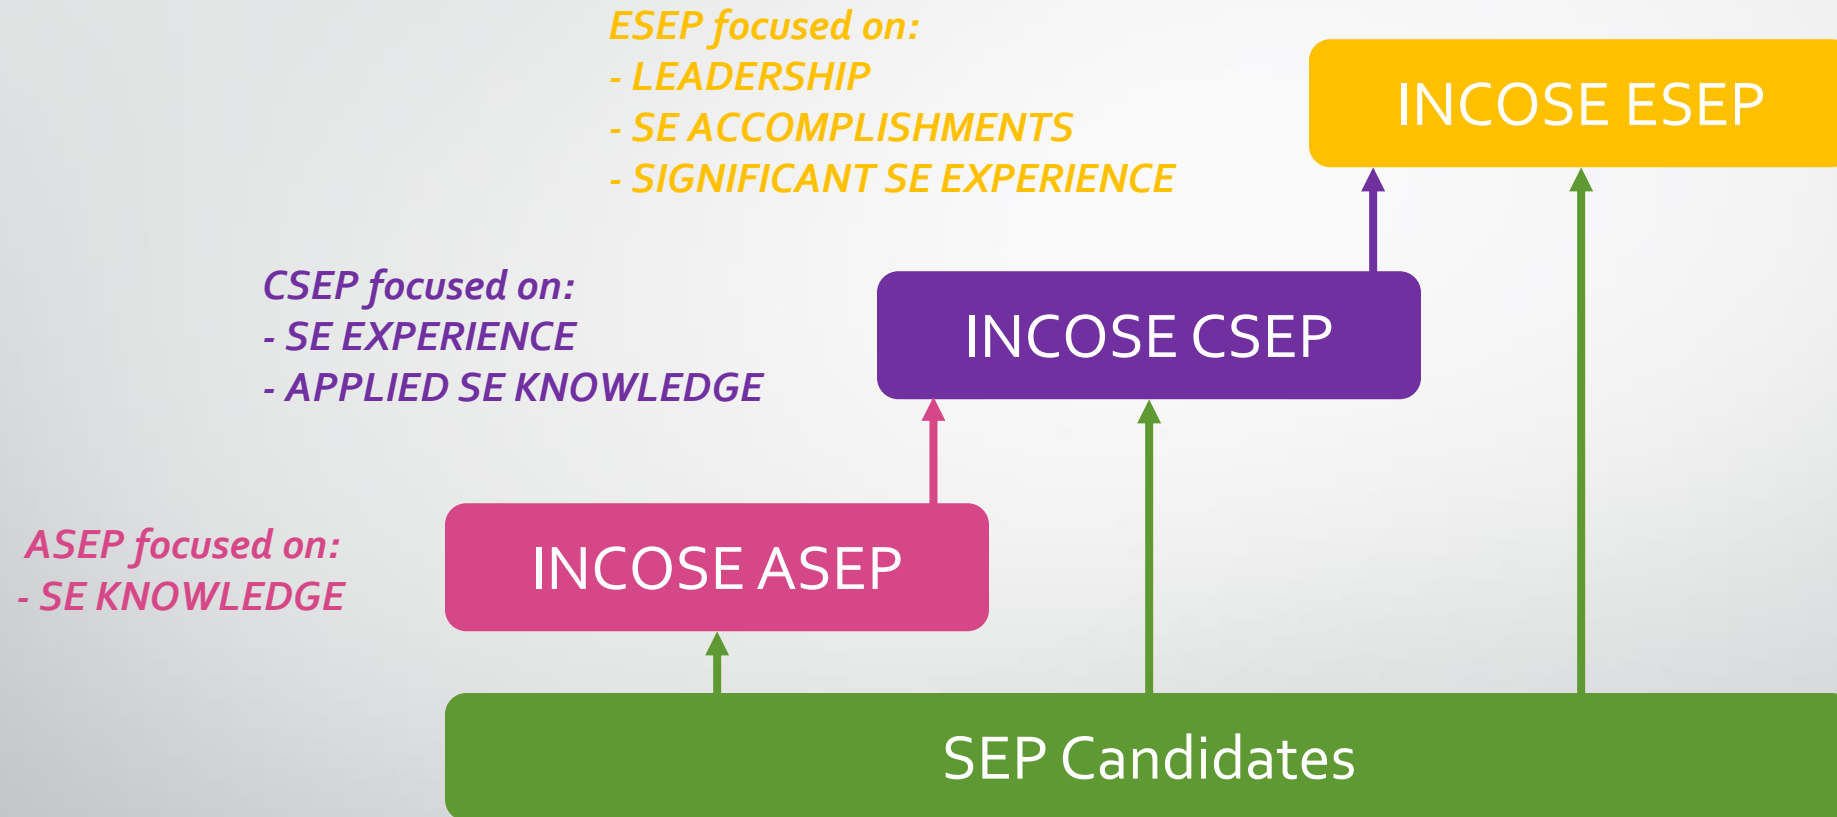 ESEP focused on:
- LEADERSHIP
- SE ACCOMPLISHMENTS
- SIGNIFICANT SE EXPERIENCE
INCOSE ESEP
CSEP focused on:
- SE EXPERIENCE
- APPLIED SE KNOWLEDGE
INCOSE CSEP
ASEP focused on:
- SE KNOWLEDGE
INCOSE ASEP
SEP Candidates